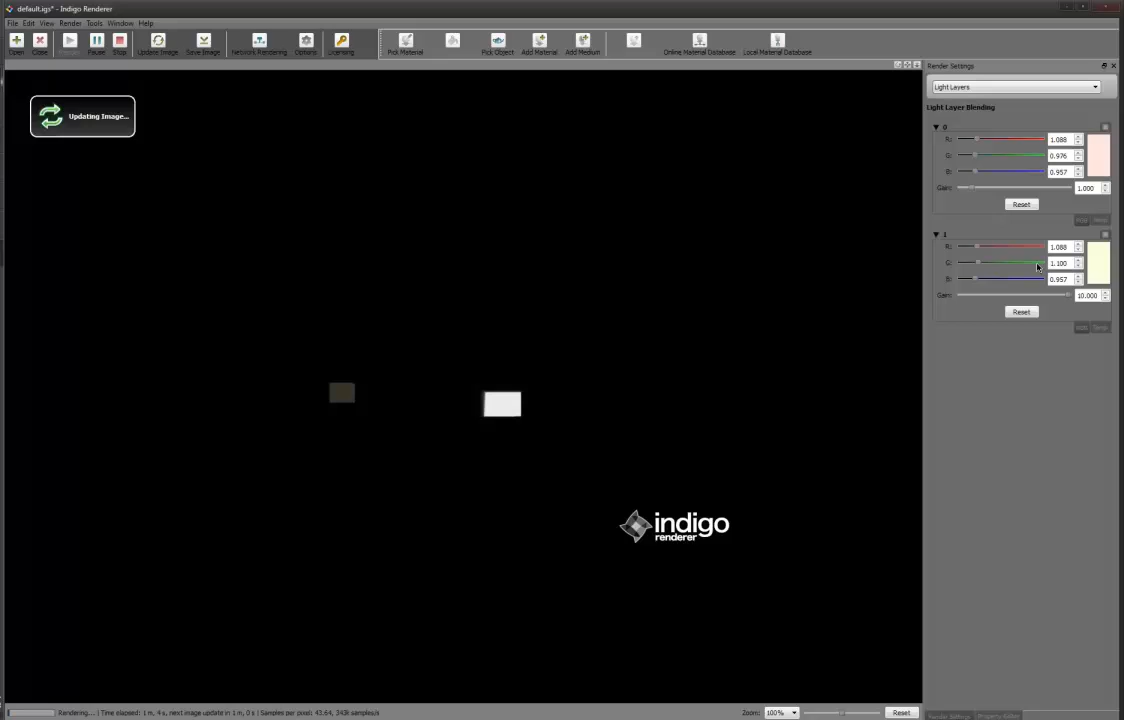 default.igs* - Indigo Renderer
File Edit View Render Tools Window Help
Open Close Pause Stop Update Image Save Image Network Rendering Options Licensing Pick Material Pick Object Add Material Add Medium Online Material Database Local Material Database
Render Settings
Light Layers
Light Layer Blending
Updating Image...
0
R: 1.088
G: 0.976
B: 0.957
Gain: 1.000
Reset
1
R: 1.088
G: 1.100
B: 0.957
Gain: 10.000
Reset
indigo
renderer
Rendering... | Time elapsed: 1 m, 4 s, next image update in 1 m, 0 s | Samples per pixel: 43.64, 343k samples/s
Zoom: 100% Reset
Render Settings